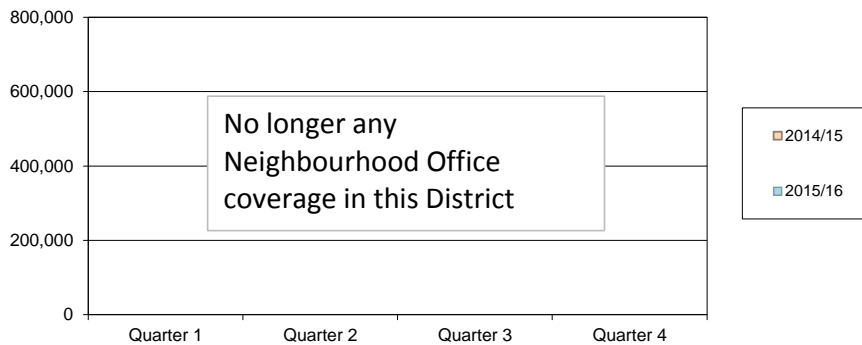 800,000
600,000
400,000
200,000
0
No longer any
Neighbourhood Office
coverage in this District
Quarter 1
Quarter 2
Quarter 3
Quarter 4
2014/15
2015/16